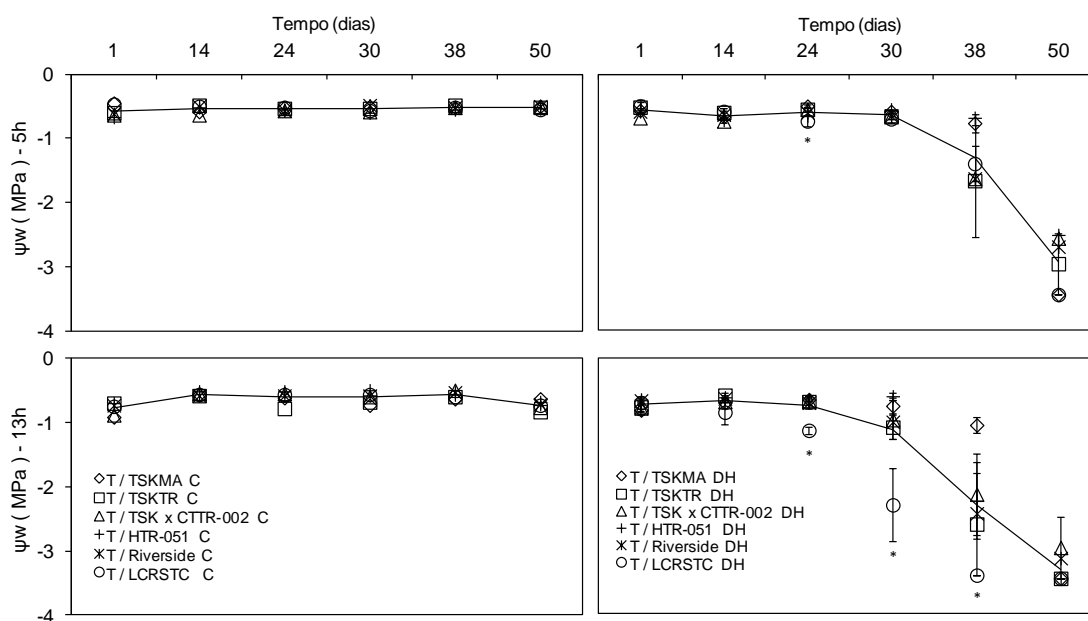 Tempo (dias)
1 14 24 30 38 50
0
-1
-2
-3
-4
ψw ( MPa ) - 5h
Tempo (dias)
1 14 24 30 38 50
*
0
-1
-2
-3
-4
ψw ( MPa ) - 13h
T / TSKMA C
T / TSKTR C
T / TSK x CTTR-002 C
T / HTR-051 C
T / Riverside C
T / LCRSTC C
T / TSKMA DH
T / TSKTR DH
T / TSK x CTTR-002 DH
T / HTR-051 DH
T / Riverside DH
T / LCRSTC DH
*
*
*